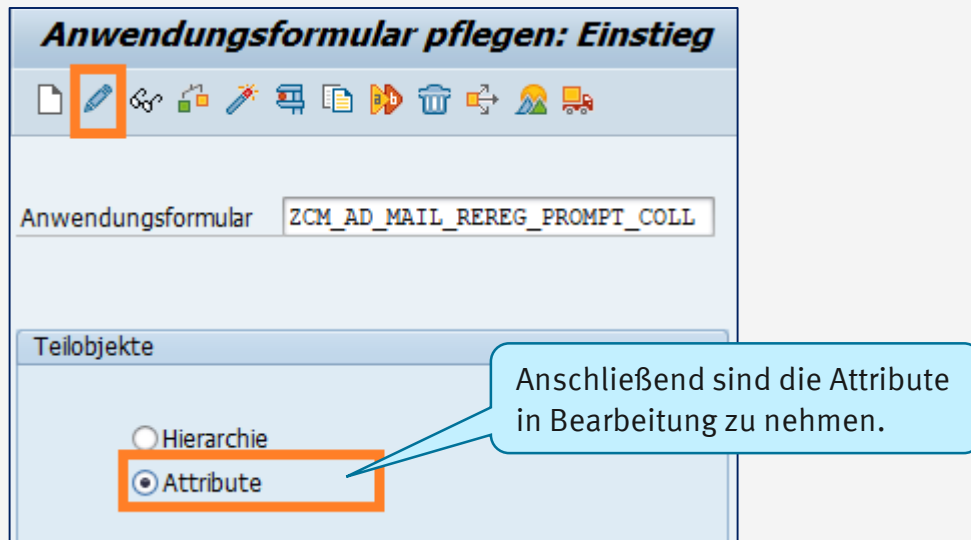 Anwendungsformular pflegen: Einstieg
Anwendungsformular ZCM_AD_MAIL_REREG_PROMPT_COLL
Teilobjekte
Anschließend sind die Attribute
in Bearbeitung zu nehmen.
Hierarchie
Attribute